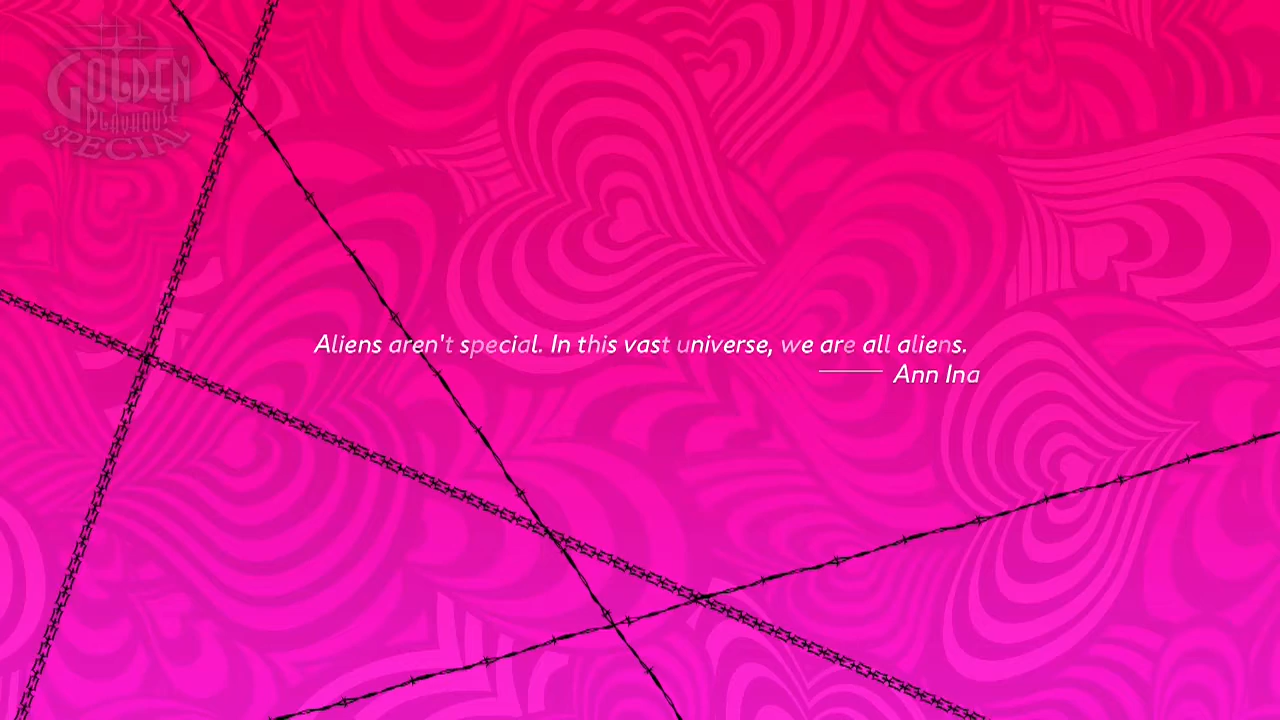 GOLDEN
PLAYHOUSE
SPECIAL
Aliens aren't special. In this vast universe, we are all aliens.
Ann Ina